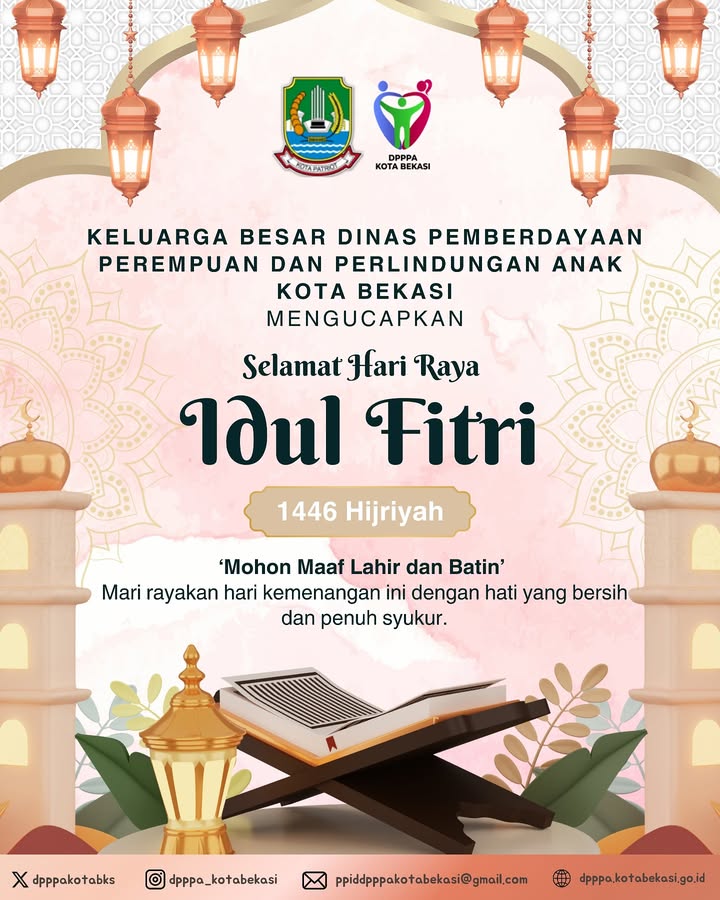 KOTA PATRIOT
DPPPA
KOTA BEKASI
KELUARGA BESAR DINAS PEMBERDAYAAN
PEREMPUAN DAN PERLINDUNGAN ANAK
KOTA BEKASI
MENGUCAPKAN
Selamat Hari Raya
Idul Fitri
1446 Hijriyah
‘Mohon Maaf Lahir dan Batin’
Mari rayakan hari kemenangan ini dengan hati yang bersih
dan penuh syukur.
dpppakotabks
dpppa_kotabekasi
ppiddpppakotabekasi@gmail.com
dpppa.kotabekasi.go.id